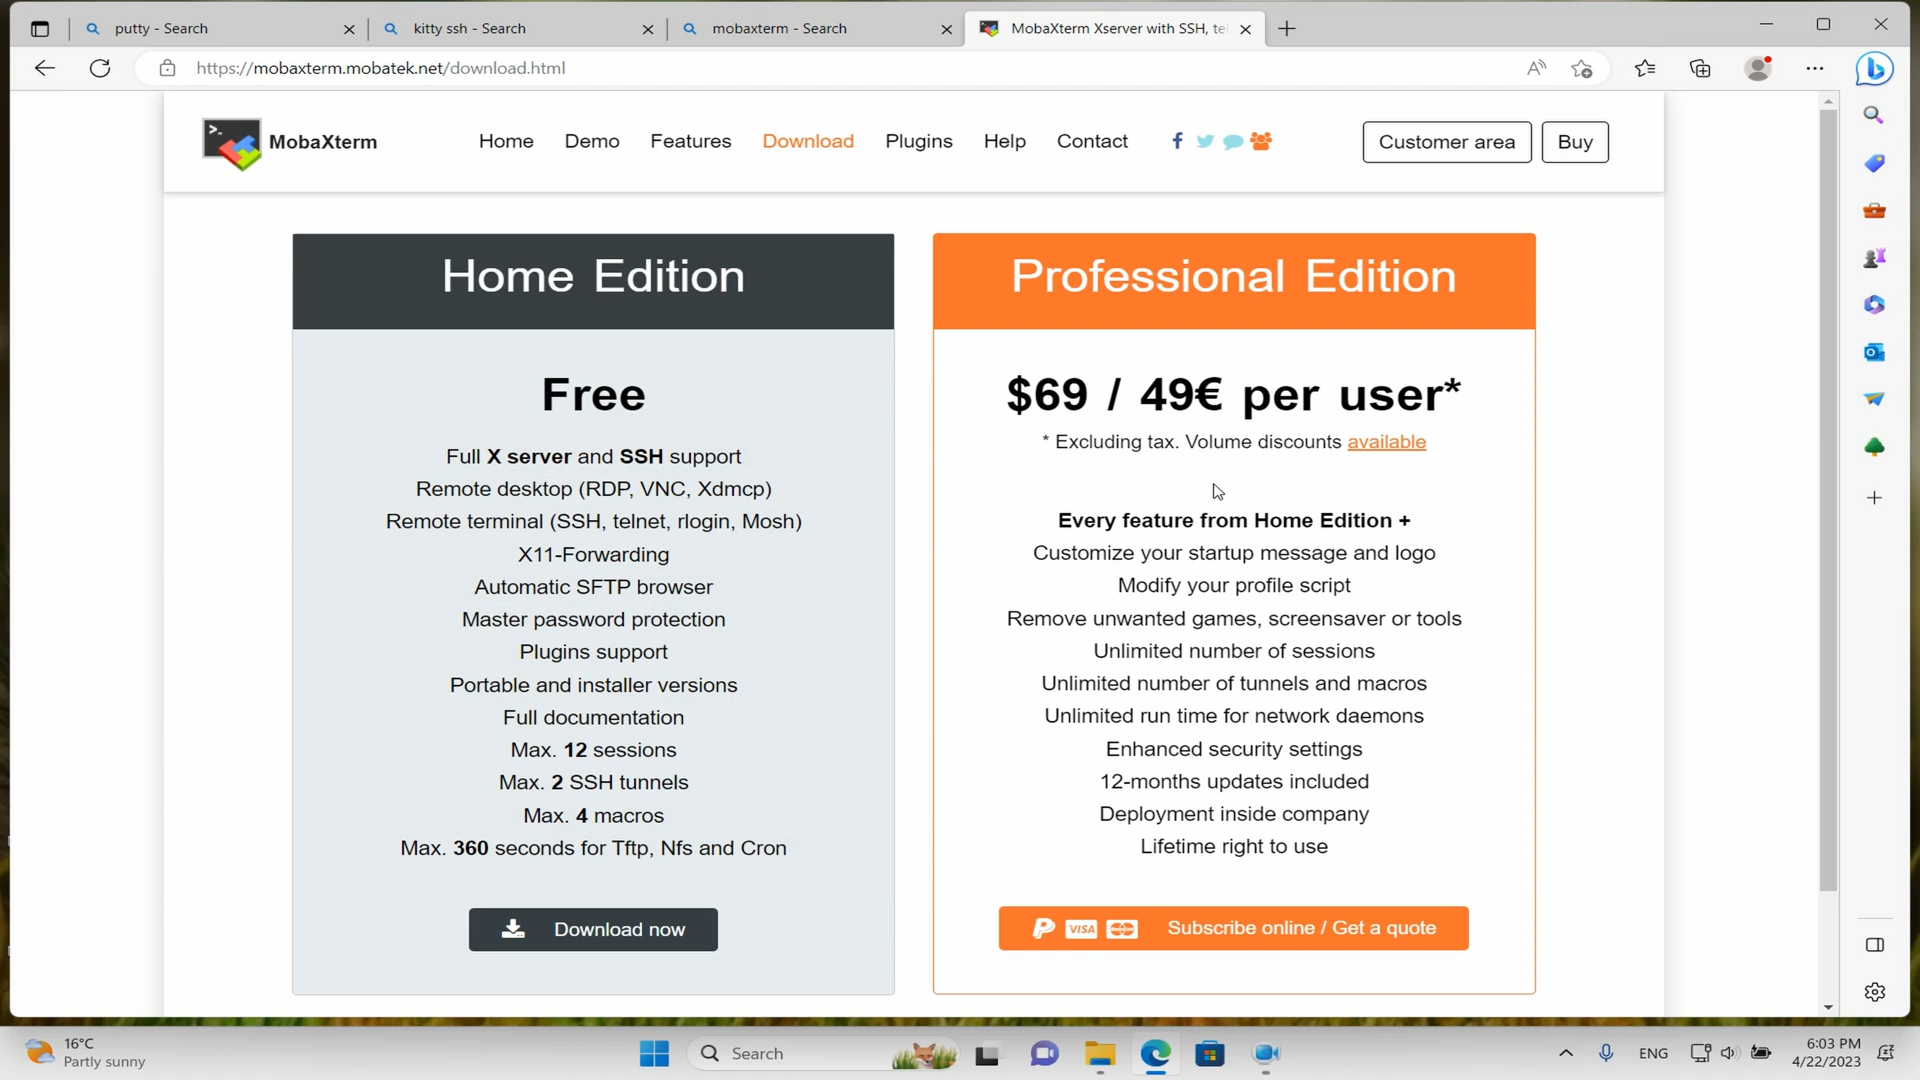 putty - Search
kitty ssh - Search
mobaxterm - Search
MobaXterm Xserver with SSH, tel
https://mobaxterm.mobatek.net/download.html
MobaXterm
Home
Demo
Features
Download
Plugins
Help
Contact
Customer area
Buy
Home Edition
Free
Full X server and SSH support
Remote desktop (RDP, VNC, Xdmcp)
Remote terminal (SSH, telnet, rlogin, Mosh)
X11-Forwarding
Automatic SFTP browser
Master password protection
Plugins support
Portable and installer versions
Full documentation
Max. 12 sessions
Max. 2 SSH tunnels
Max. 4 macros
Max. 360 seconds for Tftp, Nfs and Cron
Download now
Professional Edition
$69 / 49€ per user*
* Excluding tax. Volume discounts available
Every feature from Home Edition +
Customize your startup message and logo
Modify your profile script
Remove unwanted games, screensaver or tools
Unlimited number of sessions
Unlimited number of tunnels and macros
Unlimited run time for network daemons
Enhanced security settings
12-months updates included
Deployment inside company
Lifetime right to use
VISA
Subscribe online / Get a quote
16°C
Partly sunny
Search
ENG
6:03 PM
4/22/2023